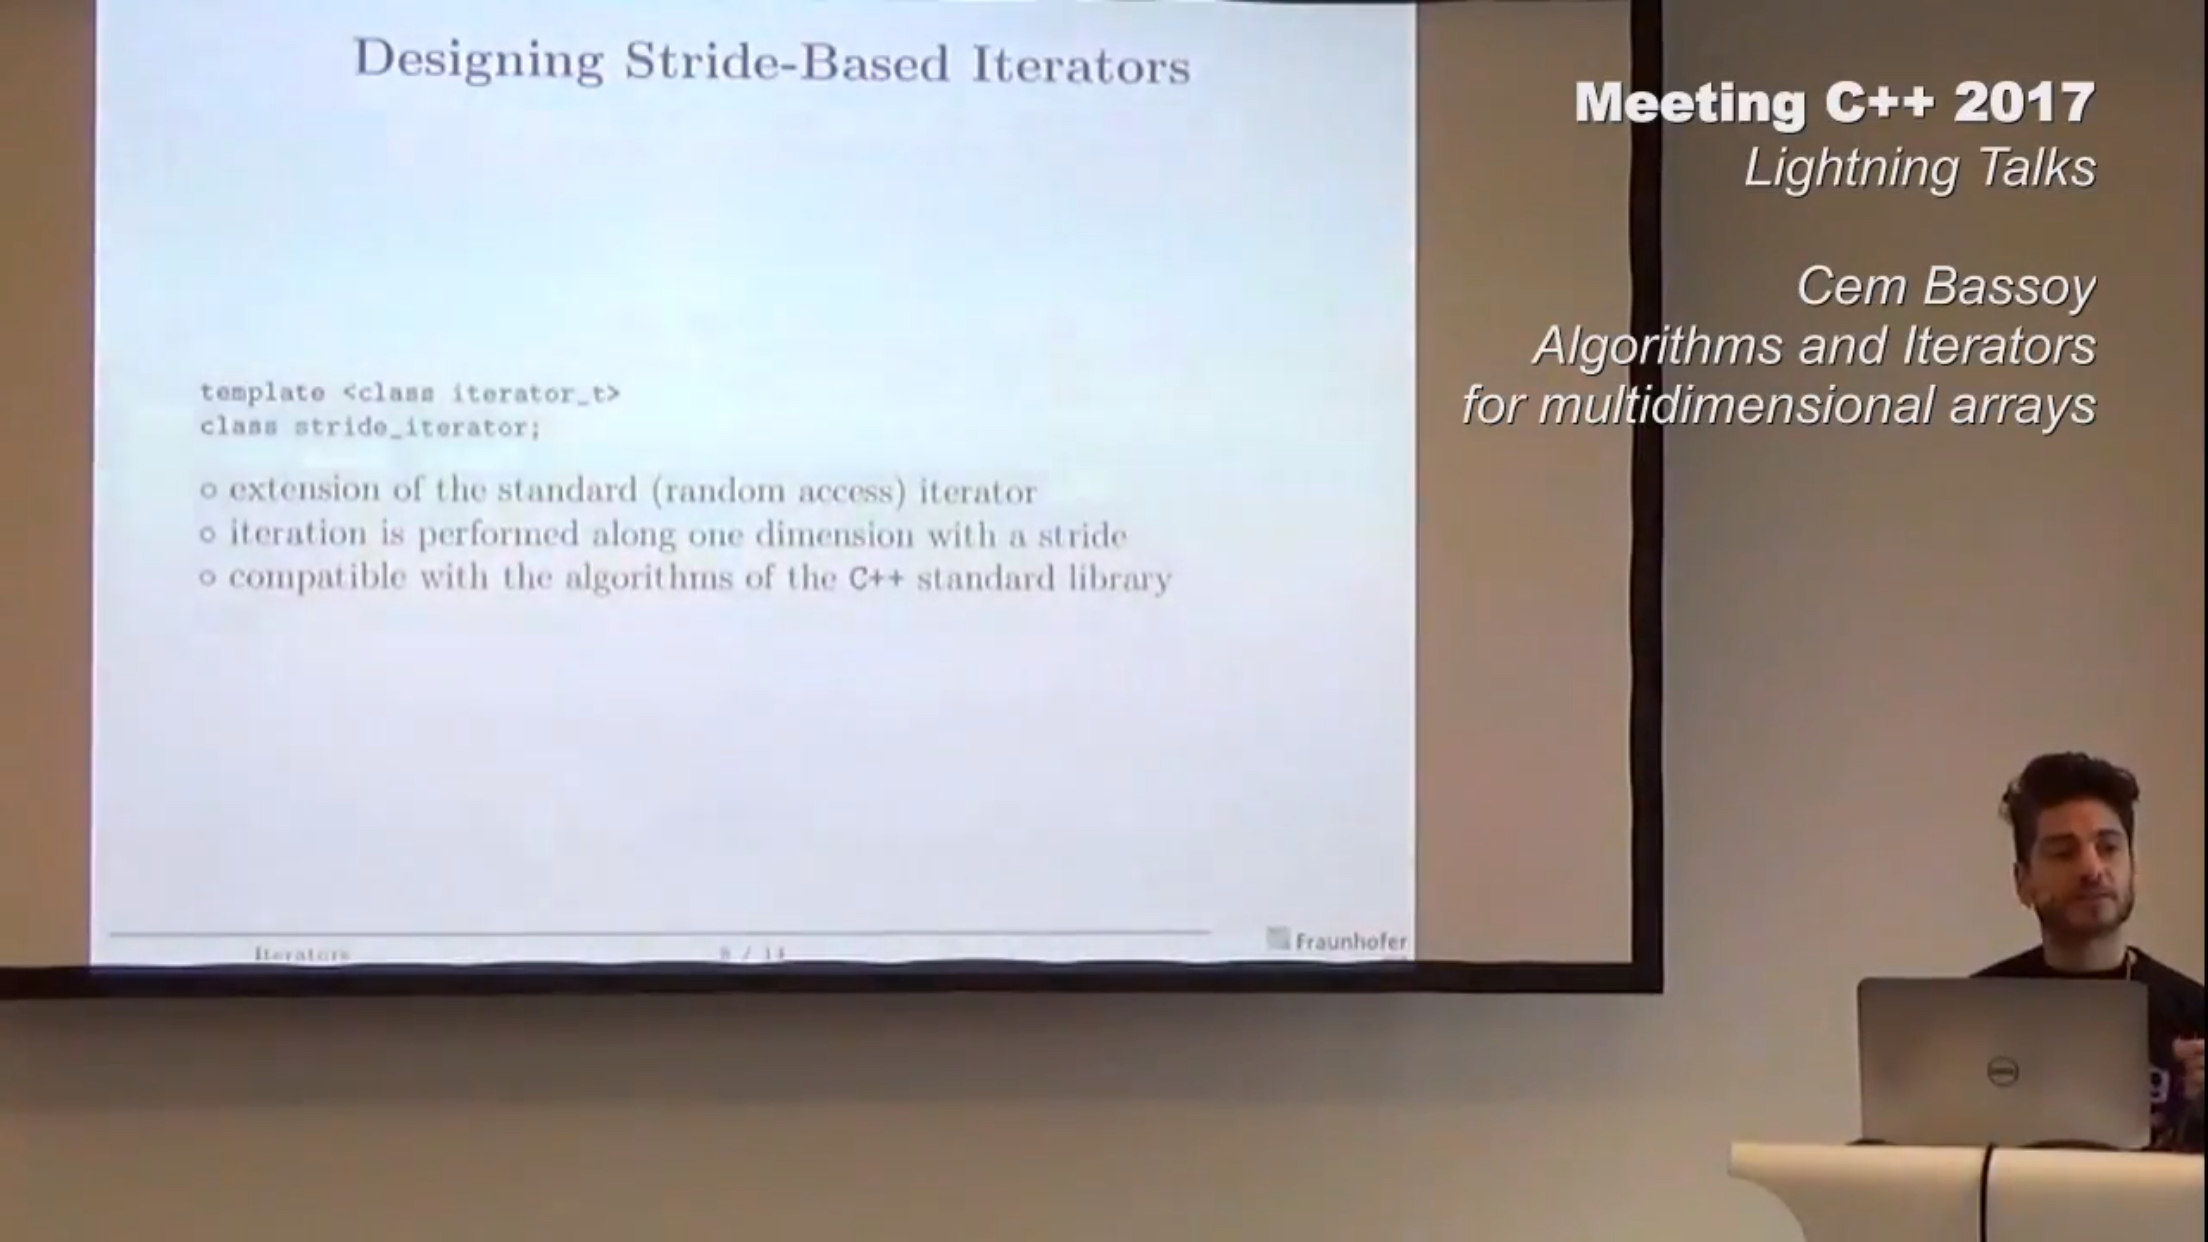 Designing Stride-Based Iterators
template <class iterator_t>
class stride_iterator;
○ extension of the standard (random access) iterator
○ iteration is performed along one dimension with a stride
○ compatible with the algorithms of the C++ standard library
Iterators
/ 14
Fraunhofer
Meeting C++ 2017
Lightning Talks
Cem Bassoy
Algorithms and Iterators
for multidimensional arrays
DELL